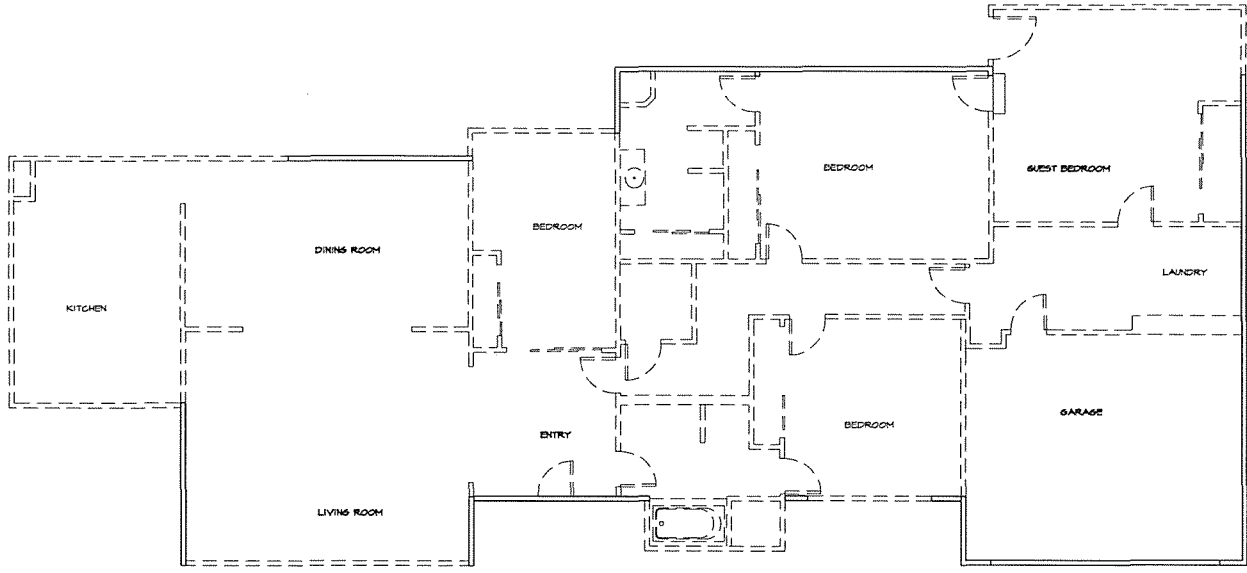 BEDROOM
GUEST BEDROOM
BEDROOM
DINING ROOM
LAUNDRY
KITCHEN
GARAGE
BEDROOM
ENTRY
LIVING ROOM